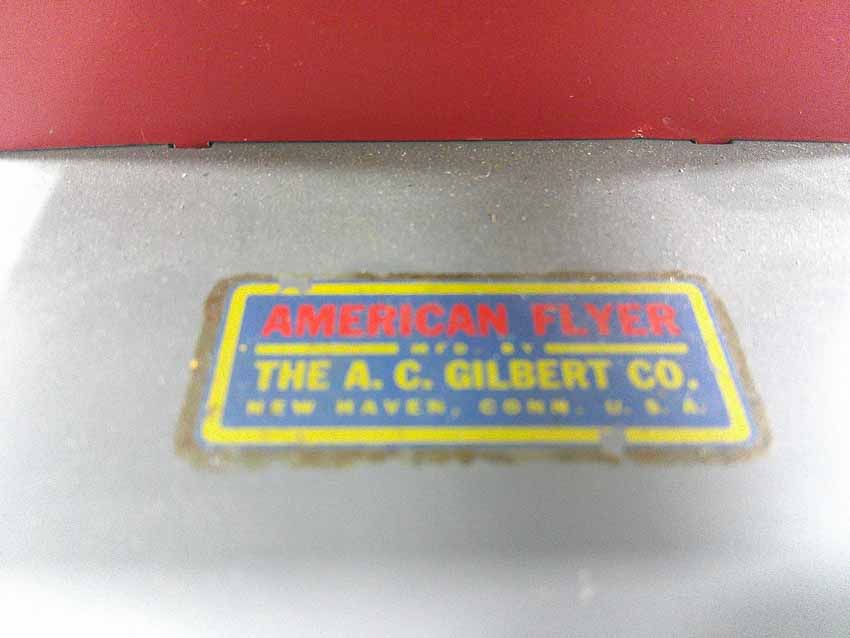 AMERICAN FLYER
MFD. BY
THE A. C. GILBERT CO.
NEW HAVEN, CONN. U. S. A.